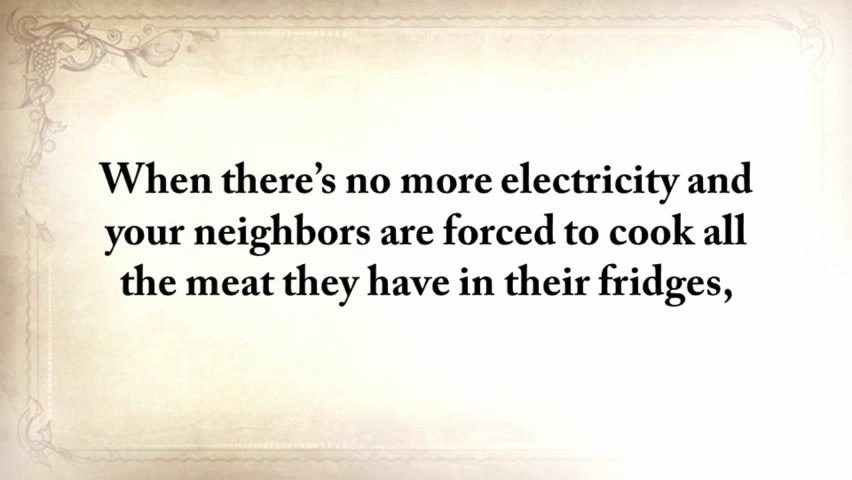 When there’s no more electricity and
your neighbors are forced to cook all
the meat they have in their fridges,